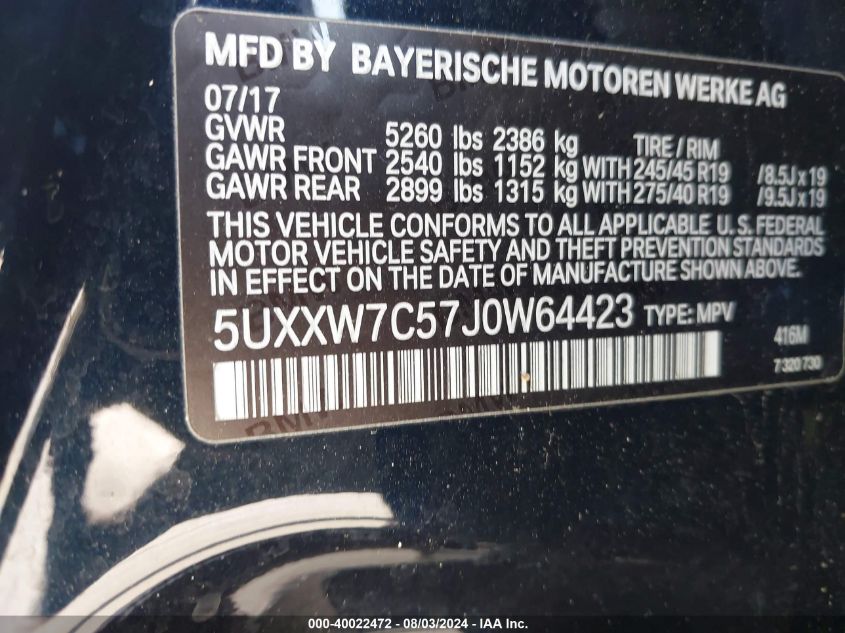 MFD BY BAYERISCHE MOTOREN WERKE AG
07/17
GVWR 5260 lbs 2386 kg TIRE / RIM
GAWR FRONT 2540 lbs 1152 kg WITH 245/45 R19 /8.5J x 19
GAWR REAR 2899 lbs 1315 kg WITH 275/40 R19 /9.5J x 19
THIS VEHICLE CONFORMS TO ALL APPLICABLE U. S. FEDERAL
MOTOR VEHICLE SAFETY AND THEFT PREVENTION STANDARDS
IN EFFECT ON THE DATE OF MANUFACTURE SHOWN ABOVE.
5UXXW7C57J0W64423 TYPE: MPV
416M
7 320 730
000-40022472 - 08/03/2024 - IAA Inc.